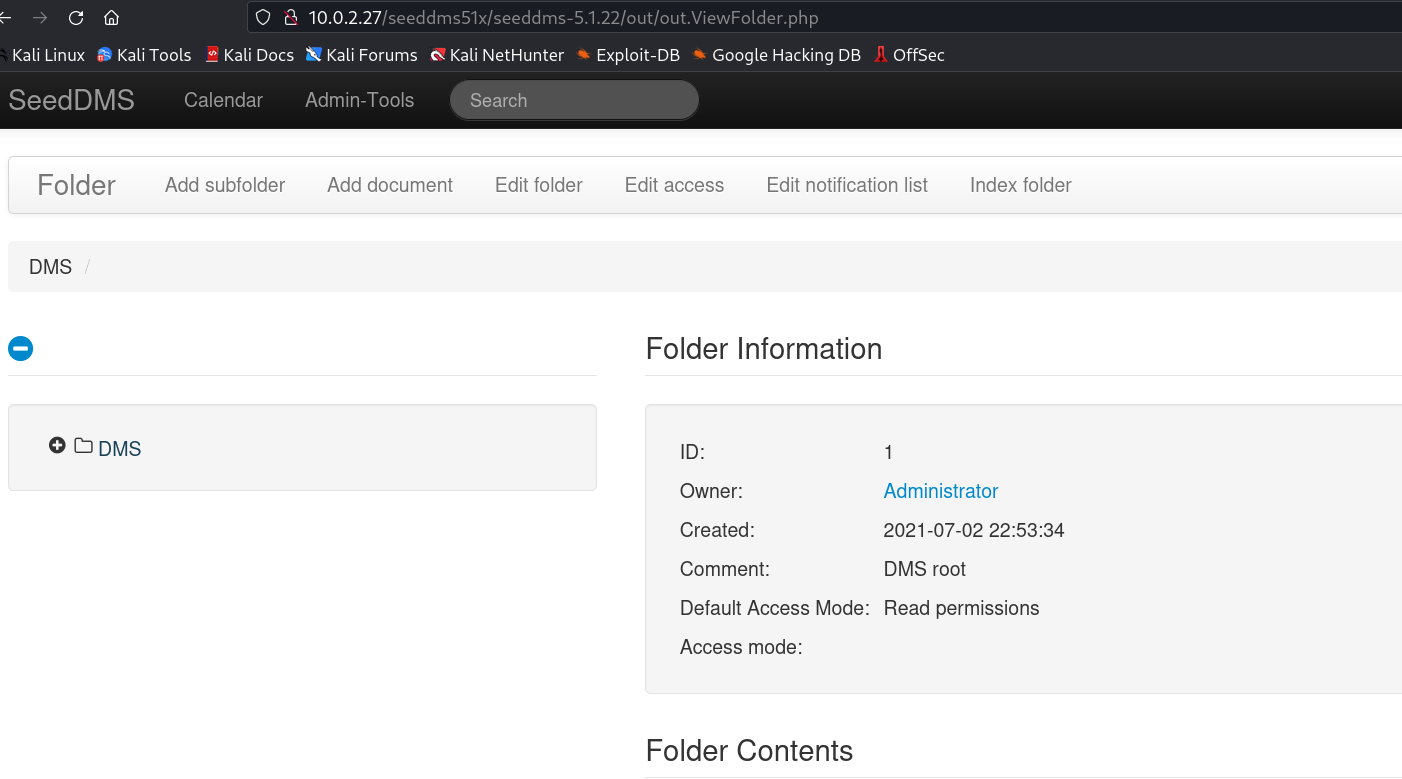 10.0.2.27/seeddms51x/seeddms-5.1.22/out/out.ViewFolder.php
Kali Linux Kali Tools Kali Docs Kali Forums Kali NetHunter Exploit-DB Google Hacking DB OffSec
SeedDMS Calendar Admin-Tools Search
Folder Add subfolder Add document Edit folder Edit access Edit notification list Index folder
DMS /
Folder Information
DMS
ID: 1
Owner: Administrator
Created: 2021-07-02 22:53:34
Comment: DMS root
Default Access Mode: Read permissions
Access mode:
Folder Contents